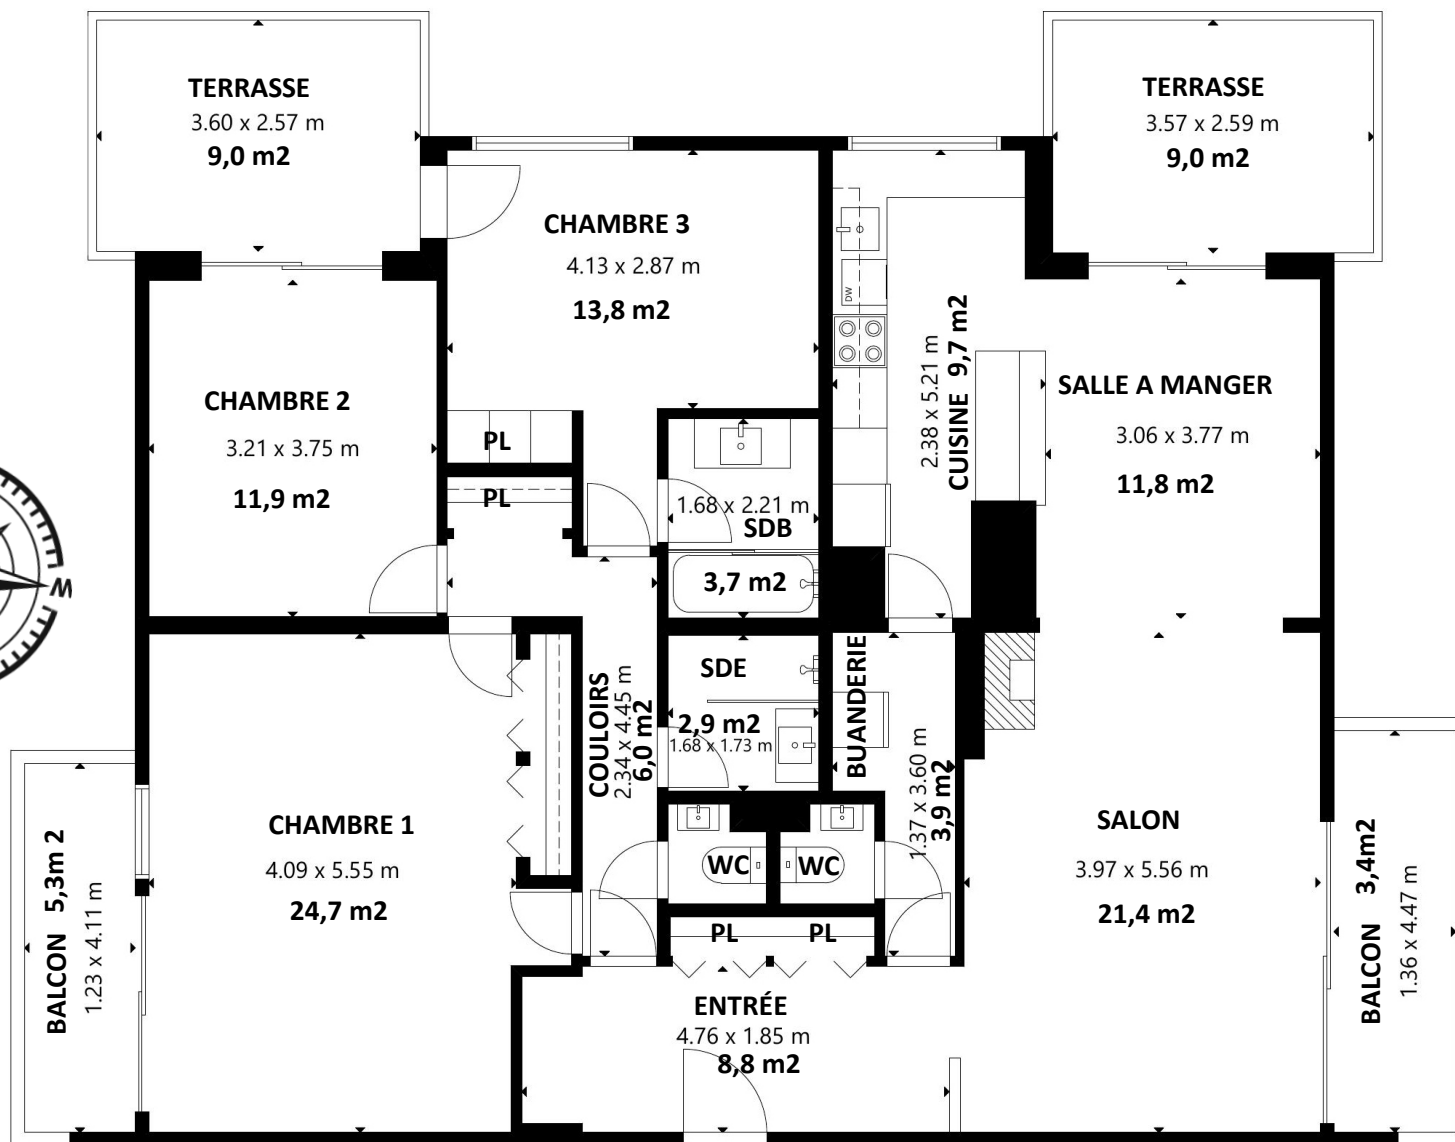 TERRASSE
3.60 x 2.57 m
9,0 m2
TERRASSE
3.57 x 2.59 m
9,0 m2
CHAMBRE 3
4.13 x 2.87 m
13,8 m2
DW
2.38 x 5.21 m
CUISINE 9,7 m2
SALLE A MANGER
3.06 x 3.77 m
11,8 m2
CHAMBRE 2
3.21 x 3.75 m
11,9 m2
PL
PL
1.68 x 2.21 m
SDB
3,7 m2
W
SDE
2,9 m2
1.68 x 1.73 m
COULOIRS
2.34 x 4.45 m
6,0 m2
BUANDERIE
1.37 x 3.60 m
3,9 m2
CHAMBRE 1
4.09 x 5.55 m
24,7 m2
WC
WC
SALON
3.97 x 5.56 m
21,4 m2
BALCON 5,3m 2
1.23 x 4.11 m
BALCON 3,4m2
1.36 x 4.47 m
PL
PL
ENTRÉE
4.76 x 1.85 m
8,8 m2